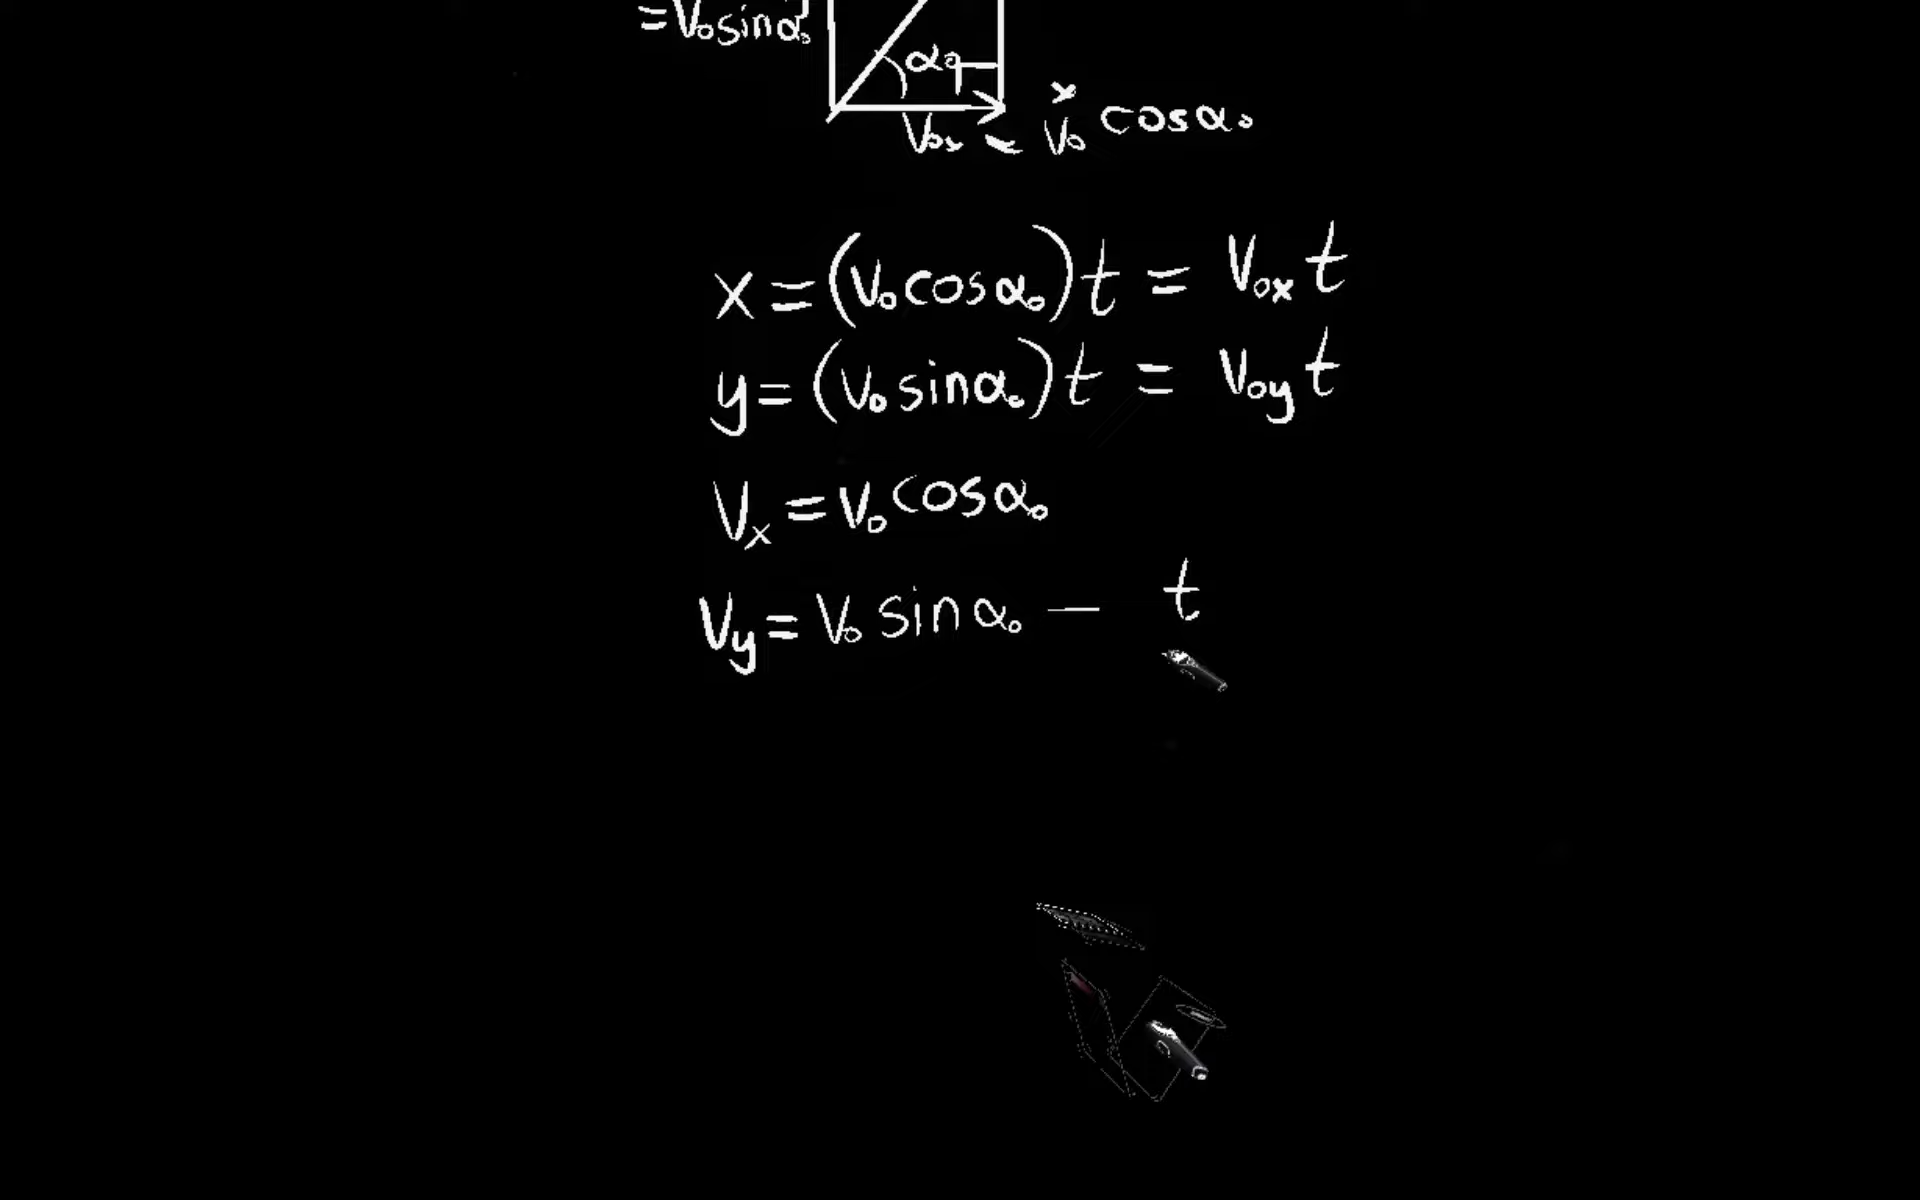 =V₀sinα₀
α₀
V₀ₓ = V₀ cosα₀
x = (V₀cosα₀)t = V₀ₓt
y = (V₀sinα₀)t = V₀yt
Vₓ = V₀cosα₀
Vy = V₀ sinα₀ — t